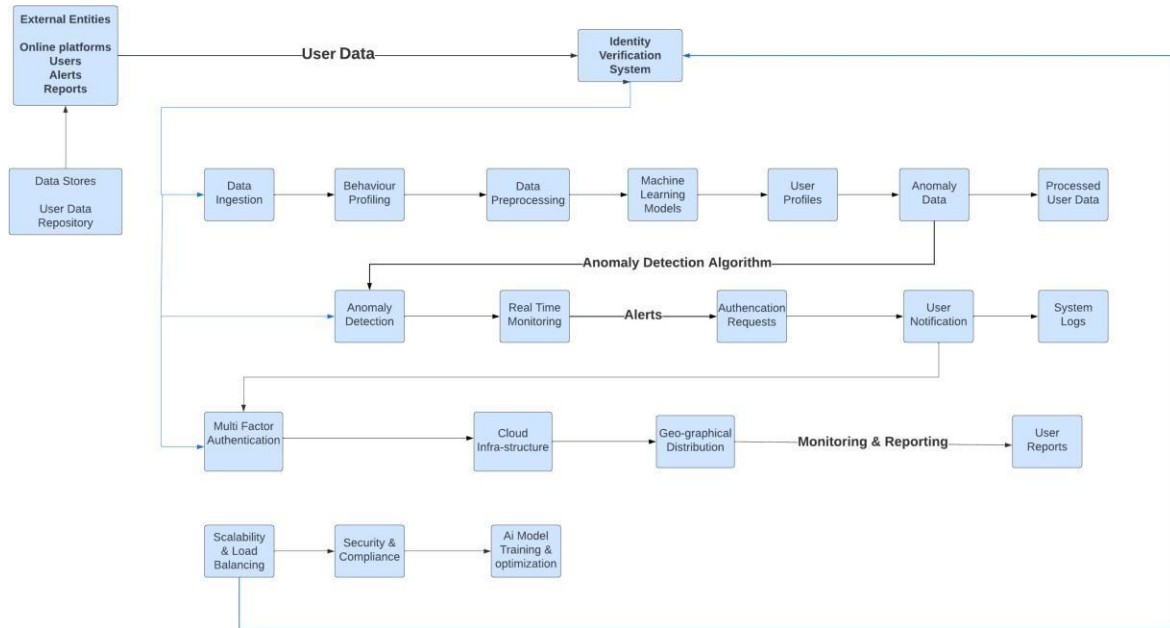 External Entities
Online platforms
Users
Alerts
Reports
User Data
Identity
Verification
System
Data Stores
User Data
Repository
Data
Ingestion
Behaviour
Profiling
Data
Preprocessing
Machine
Learning
Models
User
Profiles
Anomaly
Data
Processed
User Data
Anomaly Detection Algorithm
Anomaly
Detection
Real Time
Monitoring
Alerts
Authencation
Requests
User
Notification
System
Logs
Multi Factor
Authentication
Cloud
Infra-structure
Geo-graphical
Distribution
Monitoring & Reporting
User
Reports
Scalability
& Load
Balancing
Security &
Compliance
Ai Model
Training &
optimization